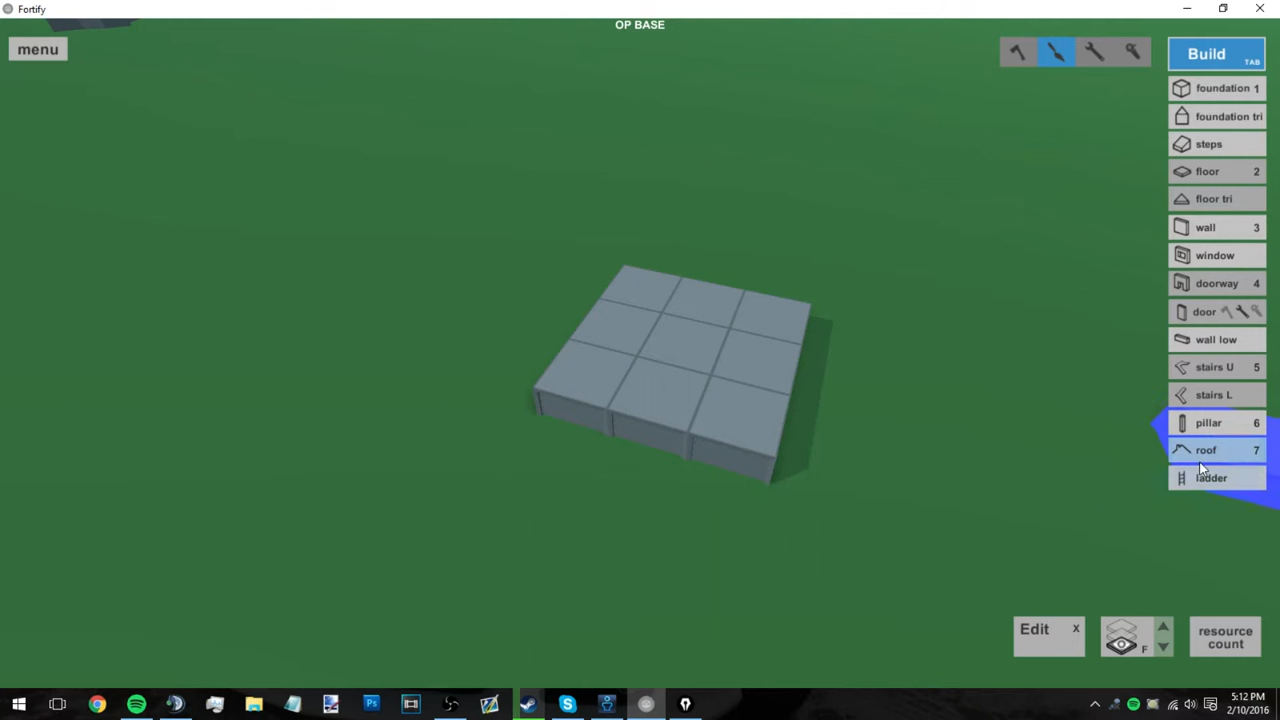 Fortify
OP BASE
menu
Build
TAB
foundation 1
foundation tri
steps
floor 2
floor tri
wall 3
window
doorway 4
door
wall low
stairs U 5
stairs L
pillar 6
roof 7
ladder
Edit X
F
resource
count
Ps
5:12 PM
2/10/2016